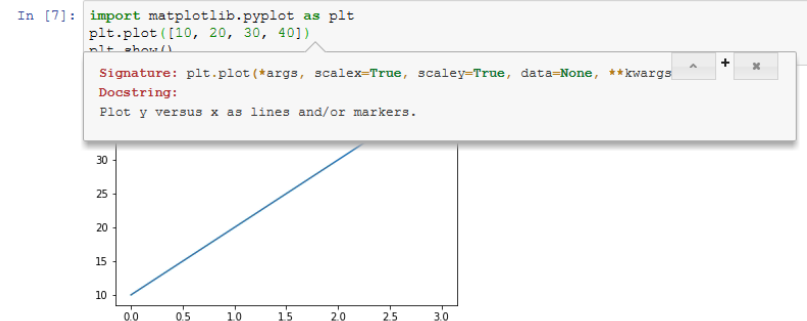 In [7]: import matplotlib.pyplot as plt
plt.plot([10, 20, 30, 40])
plt.show()
Signature: plt.plot(*args, scalex=True, scaley=True, data=None, **kwargs
Docstring:
Plot y versus x as lines and/or markers.
30
25
20
15
10
0.0 0.5 1.0 1.5 2.0 2.5 3.0